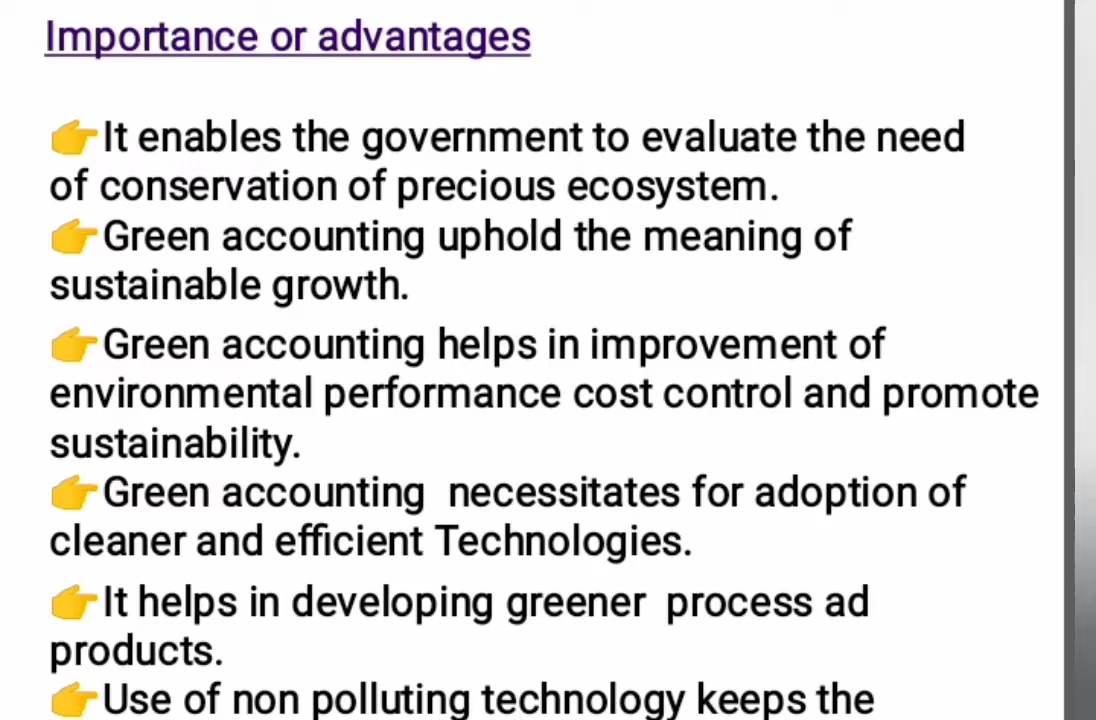 Importance or advantages
👉It enables the government to evaluate the need
of conservation of precious ecosystem.
👉Green accounting uphold the meaning of
sustainable growth.
👉Green accounting helps in improvement of
environmental performance cost control and promote
sustainability.
👉Green accounting  necessitates for adoption of
cleaner and efficient Technologies.
👉It helps in developing greener  process ad
products.
👉Use of non polluting technology keeps the